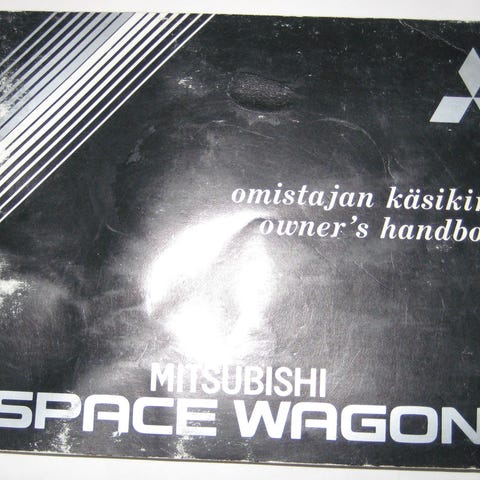 omistajan käsikir
owner's handbo
MITSUBISHI
SPACE WAGON